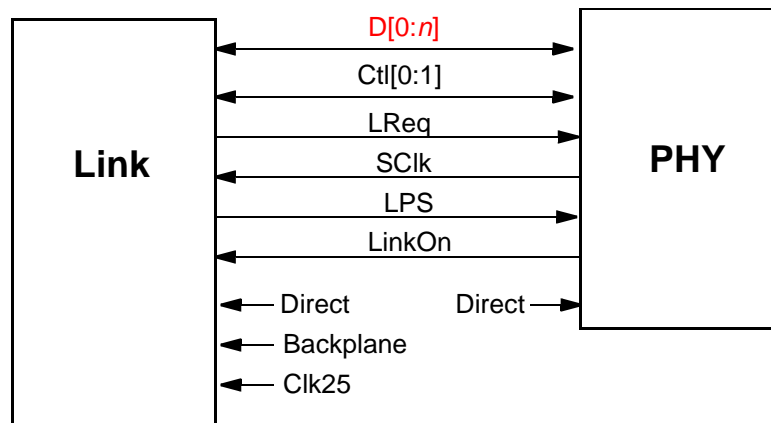 D[0:n]
Ctl[0:1]
LReq
Link
PHY
SClk
LPS
LinkOn
Direct Direct
Backplane
Clk25